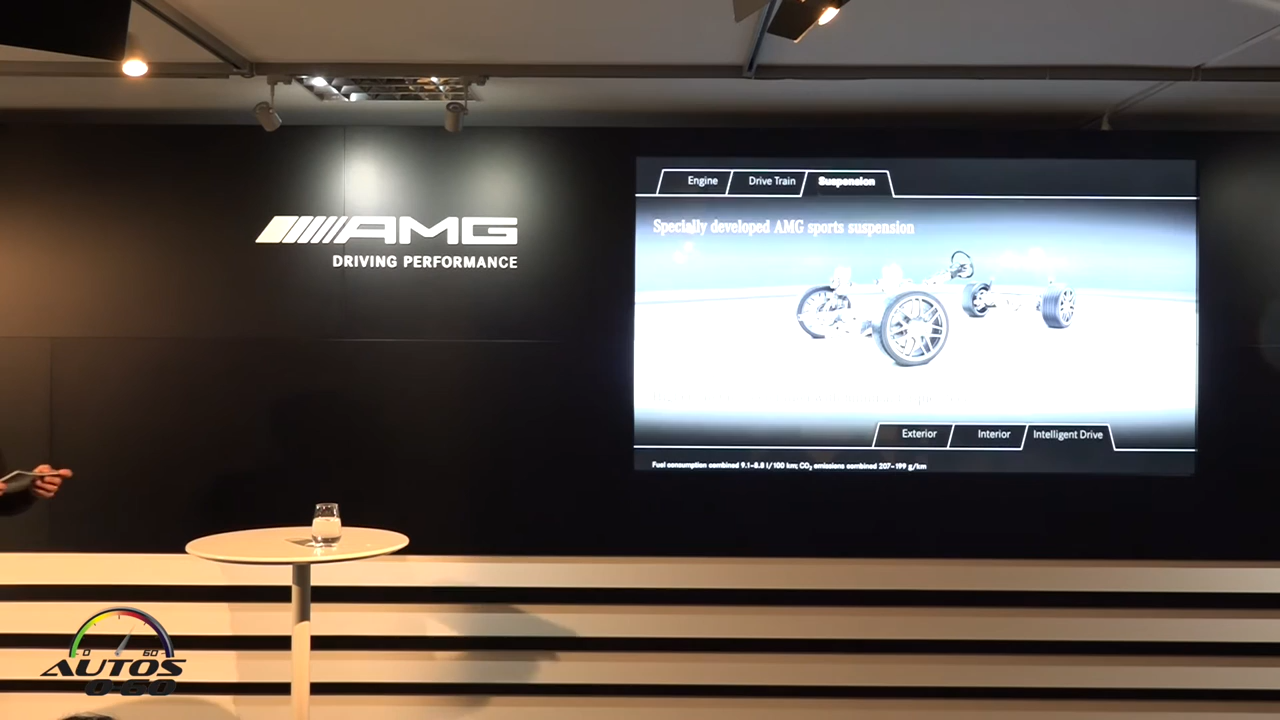 AMG
DRIVING PERFORMANCE
Engine
Drive Train
Suspension
Specially developed AMG sports suspension
Exterior
Interior
Intelligent Drive
Fuel consumption combined 9.1–8.8 l/100 km; CO₂ emissions combined 207–199 g/km
0 60
AUTOS
0-60